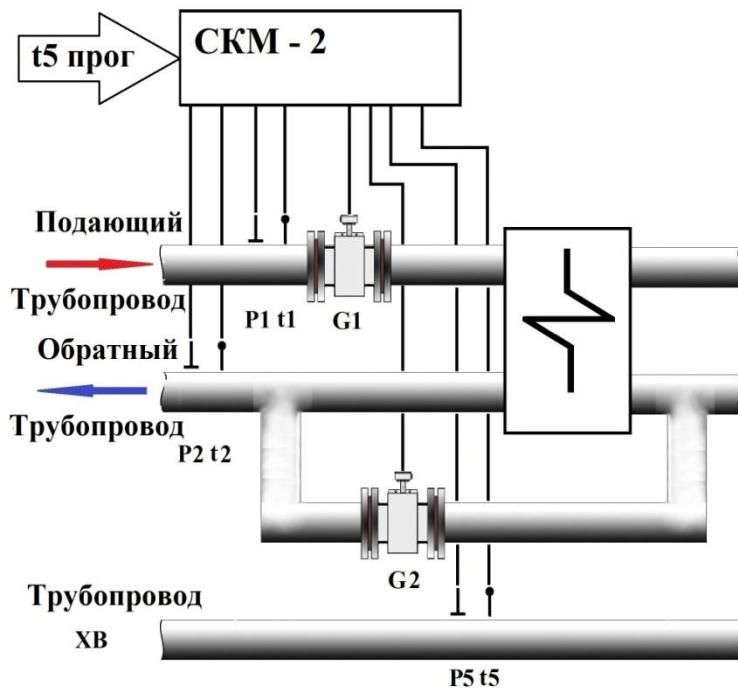 t5 прог
СКМ - 2
Подающий
Трубопровод
P1 t1
G1
Обратный
Трубопровод
P2 t2
G2
Трубопровод
ХВ
P5 t5